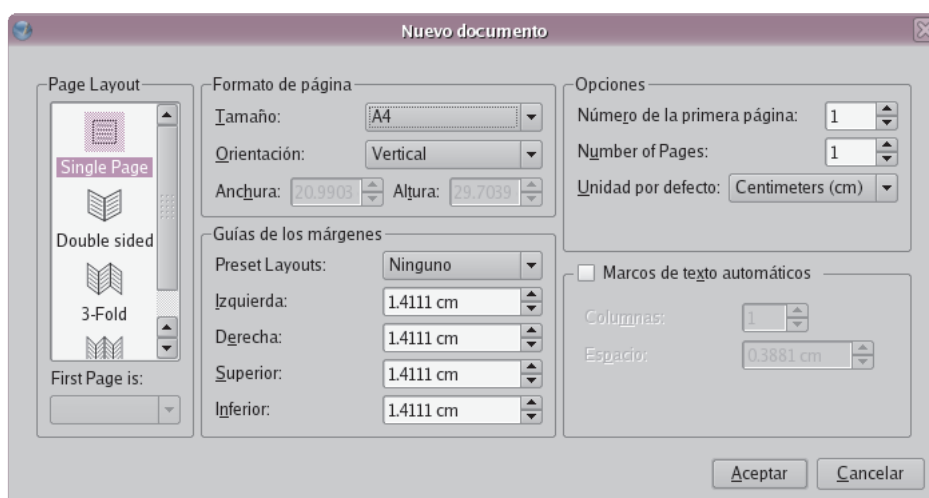 Nuevo documento
Page Layout
Single Page
Double sided
3-Fold
First Page is:
Formato de página
Tamaño: A4
Orientación: Vertical
Anchura: 20.9903 Altura: 29.7039
Guías de los márgenes
Preset Layouts: Ninguno
Izquierda: 1.4111 cm
Derecha: 1.4111 cm
Superior: 1.4111 cm
Inferior: 1.4111 cm
Opciones
Número de la primera página: 1
Number of Pages: 1
Unidad por defecto: Centimeters (cm)
Marcos de texto automáticos
Columnas: 1
Espacio: 0.3881 cm
Aceptar Cancelar